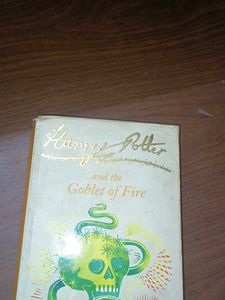 Harry Potter
and the
Goblet of Fire